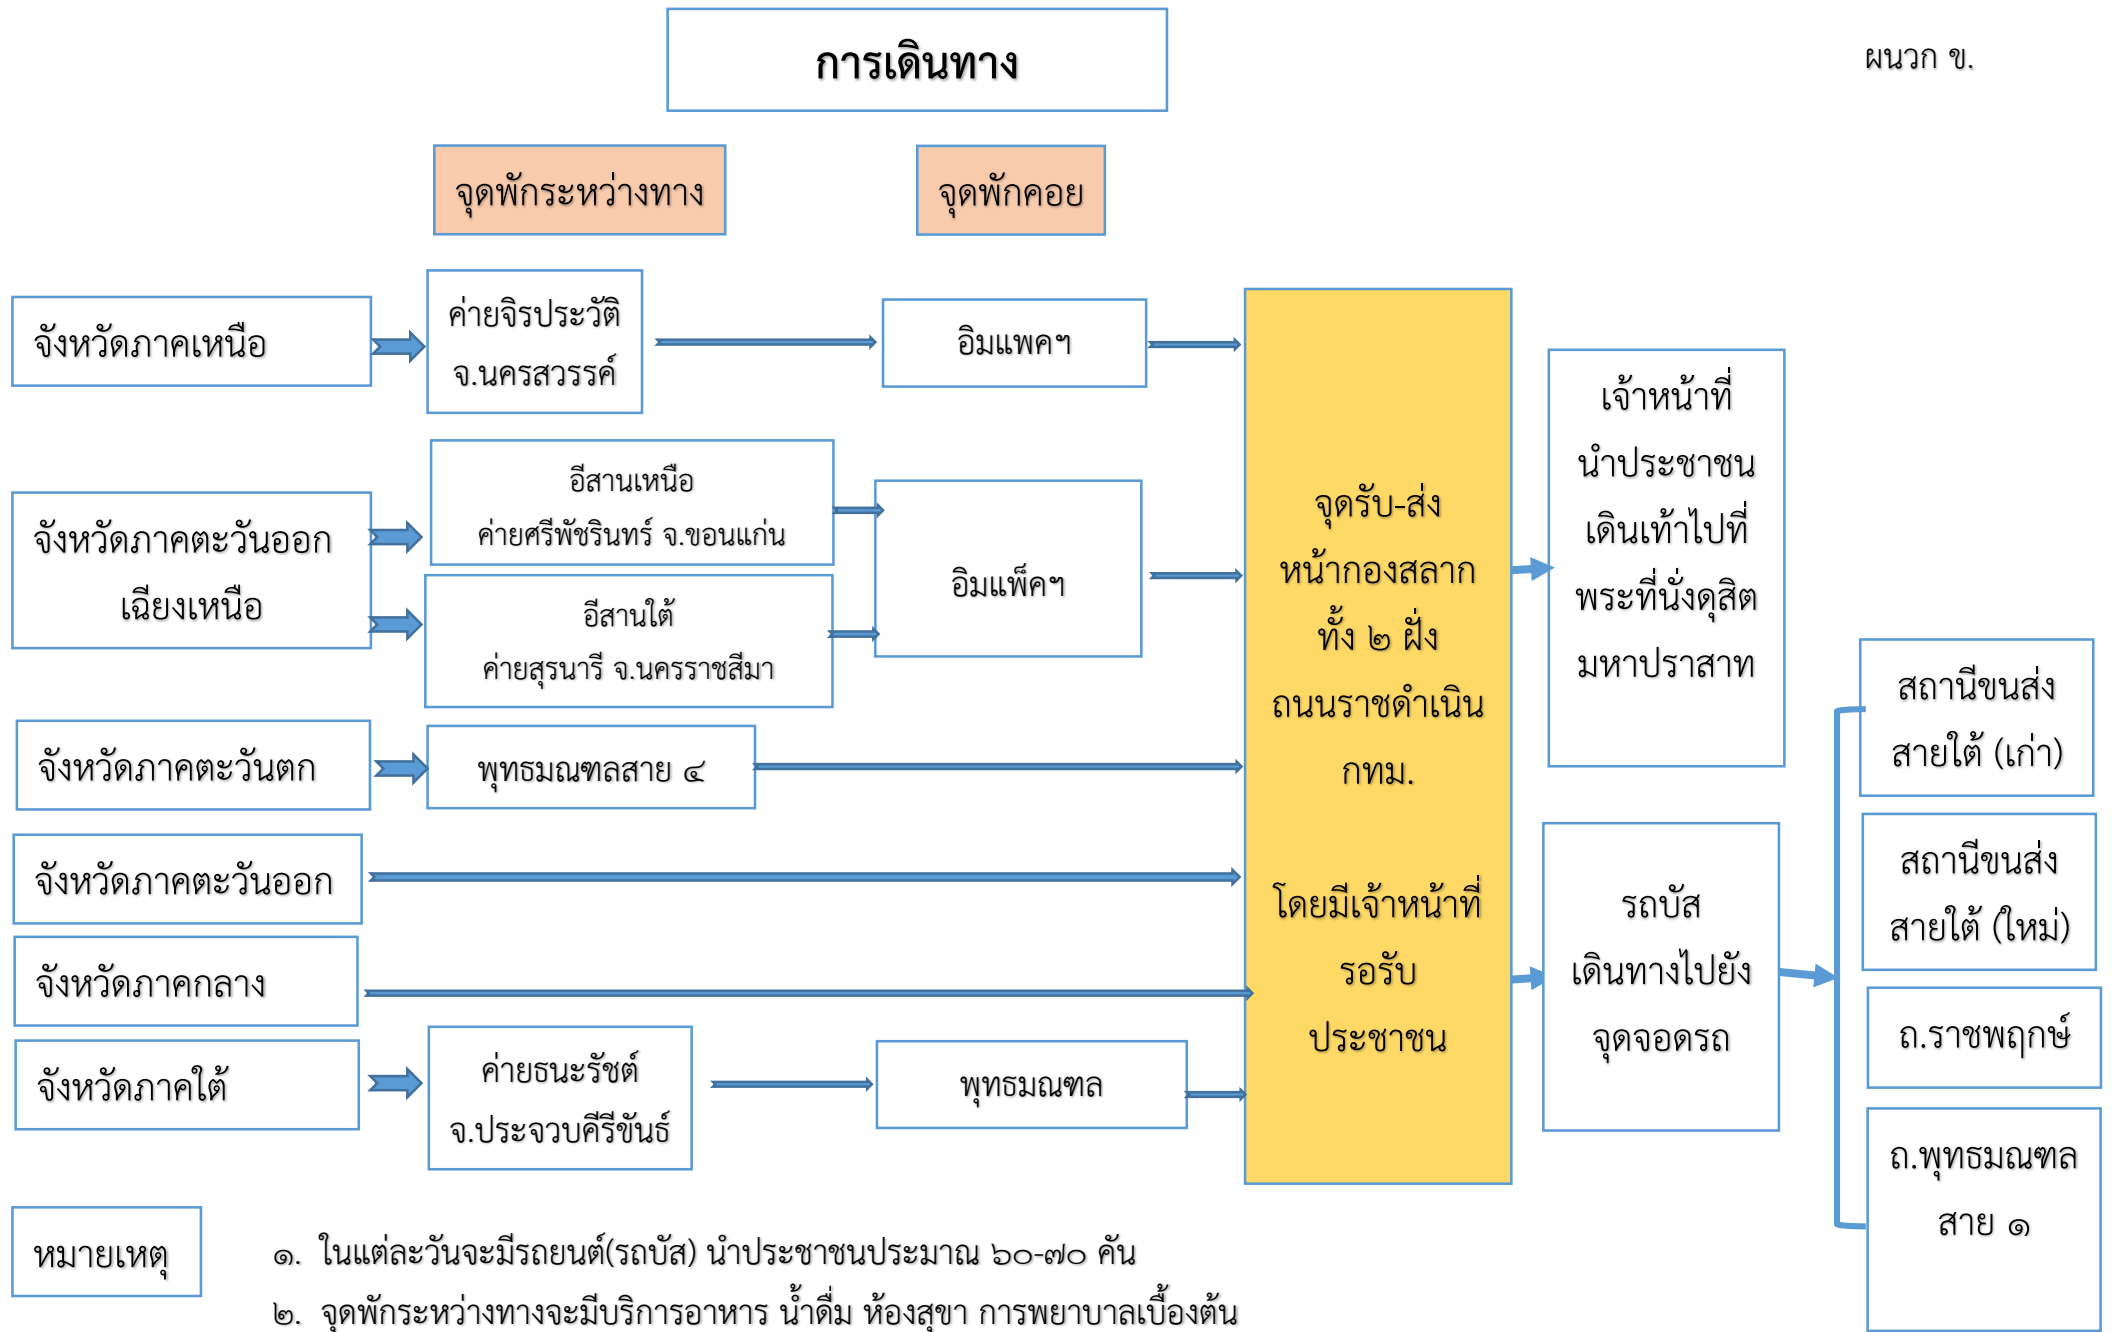 การเดินทาง
ผนวก ข.
จุดพักระหว่างทาง
จุดพักคอย
จังหวัดภาคเหนือ
ค่ายจิรประวัติ
จ.นครสวรรค์
อิมแพคฯ
จังหวัดภาคตะวันออก
เฉียงเหนือ
อีสานเหนือ
ค่ายศรีพัชรินทร์ จ.ขอนแก่น
อีสานใต้
ค่ายสุรนารี จ.นครราชสีมา
อิมแพ็คฯ
จังหวัดภาคตะวันตก
พุทธมณฑลสาย ๔
จังหวัดภาคตะวันออก
จังหวัดภาคกลาง
จังหวัดภาคใต้
ค่ายธนะรัชต์
จ.ประจวบคีรีขันธ์
พุทธมณฑล
จุดรับ-ส่ง
หน้ากองสลาก
ทั้ง ๒ ฝั่ง
ถนนราชดำเนิน
กทม.
โดยมีเจ้าหน้าที่
รอรับ
ประชาชน
เจ้าหน้าที่
นำประชาชน
เดินเท้าไปที่
พระที่นั่งดุสิต
มหาปราสาท
รถบัส
เดินทางไปยัง
จุดจอดรถ
สถานีขนส่ง
สายใต้ (เก่า)
สถานีขนส่ง
สายใต้ (ใหม่)
ถ.ราชพฤกษ์
ถ.พุทธมณฑล
สาย ๑
หมายเหตุ
๑. ในแต่ละวันจะมีรถยนต์(รถบัส) นำประชาชนประมาณ ๖๐-๗๐ คัน
๒. จุดพักระหว่างทางจะมีบริการอาหาร น้ำดื่ม ห้องสุขา การพยาบาลเบื้องต้น